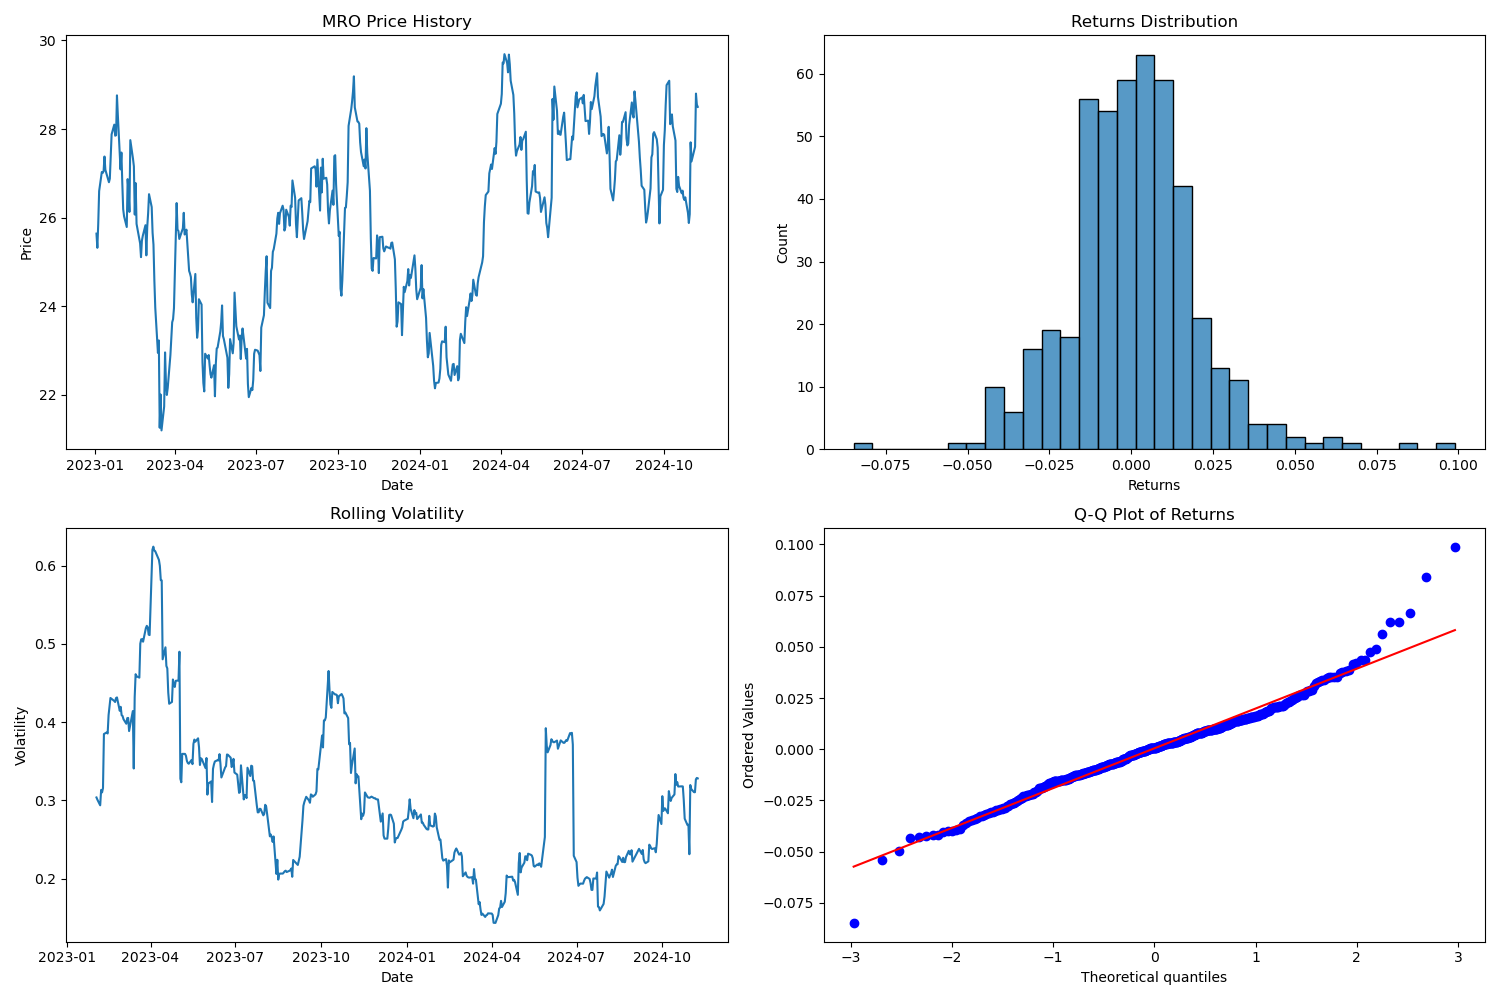 MRO Price History
30
28
26
24
22
Price
2023-01 2023-04 2023-07 2023-10 2024-01 2024-04 2024-07 2024-10
Date
Returns Distribution
60
50
40
30
20
10
0
Count
−0.075 −0.050 −0.025 0.000 0.025 0.050 0.075 0.100
Returns
Rolling Volatility
0.6
0.5
0.4
0.3
0.2
Volatility
2023-01 2023-04 2023-07 2023-10 2024-01 2024-04 2024-07 2024-10
Date
Q-Q Plot of Returns
0.100
0.075
0.050
0.025
0.000
−0.025
−0.050
−0.075
Ordered Values
−3 −2 −1 0 1 2 3
Theoretical quantiles